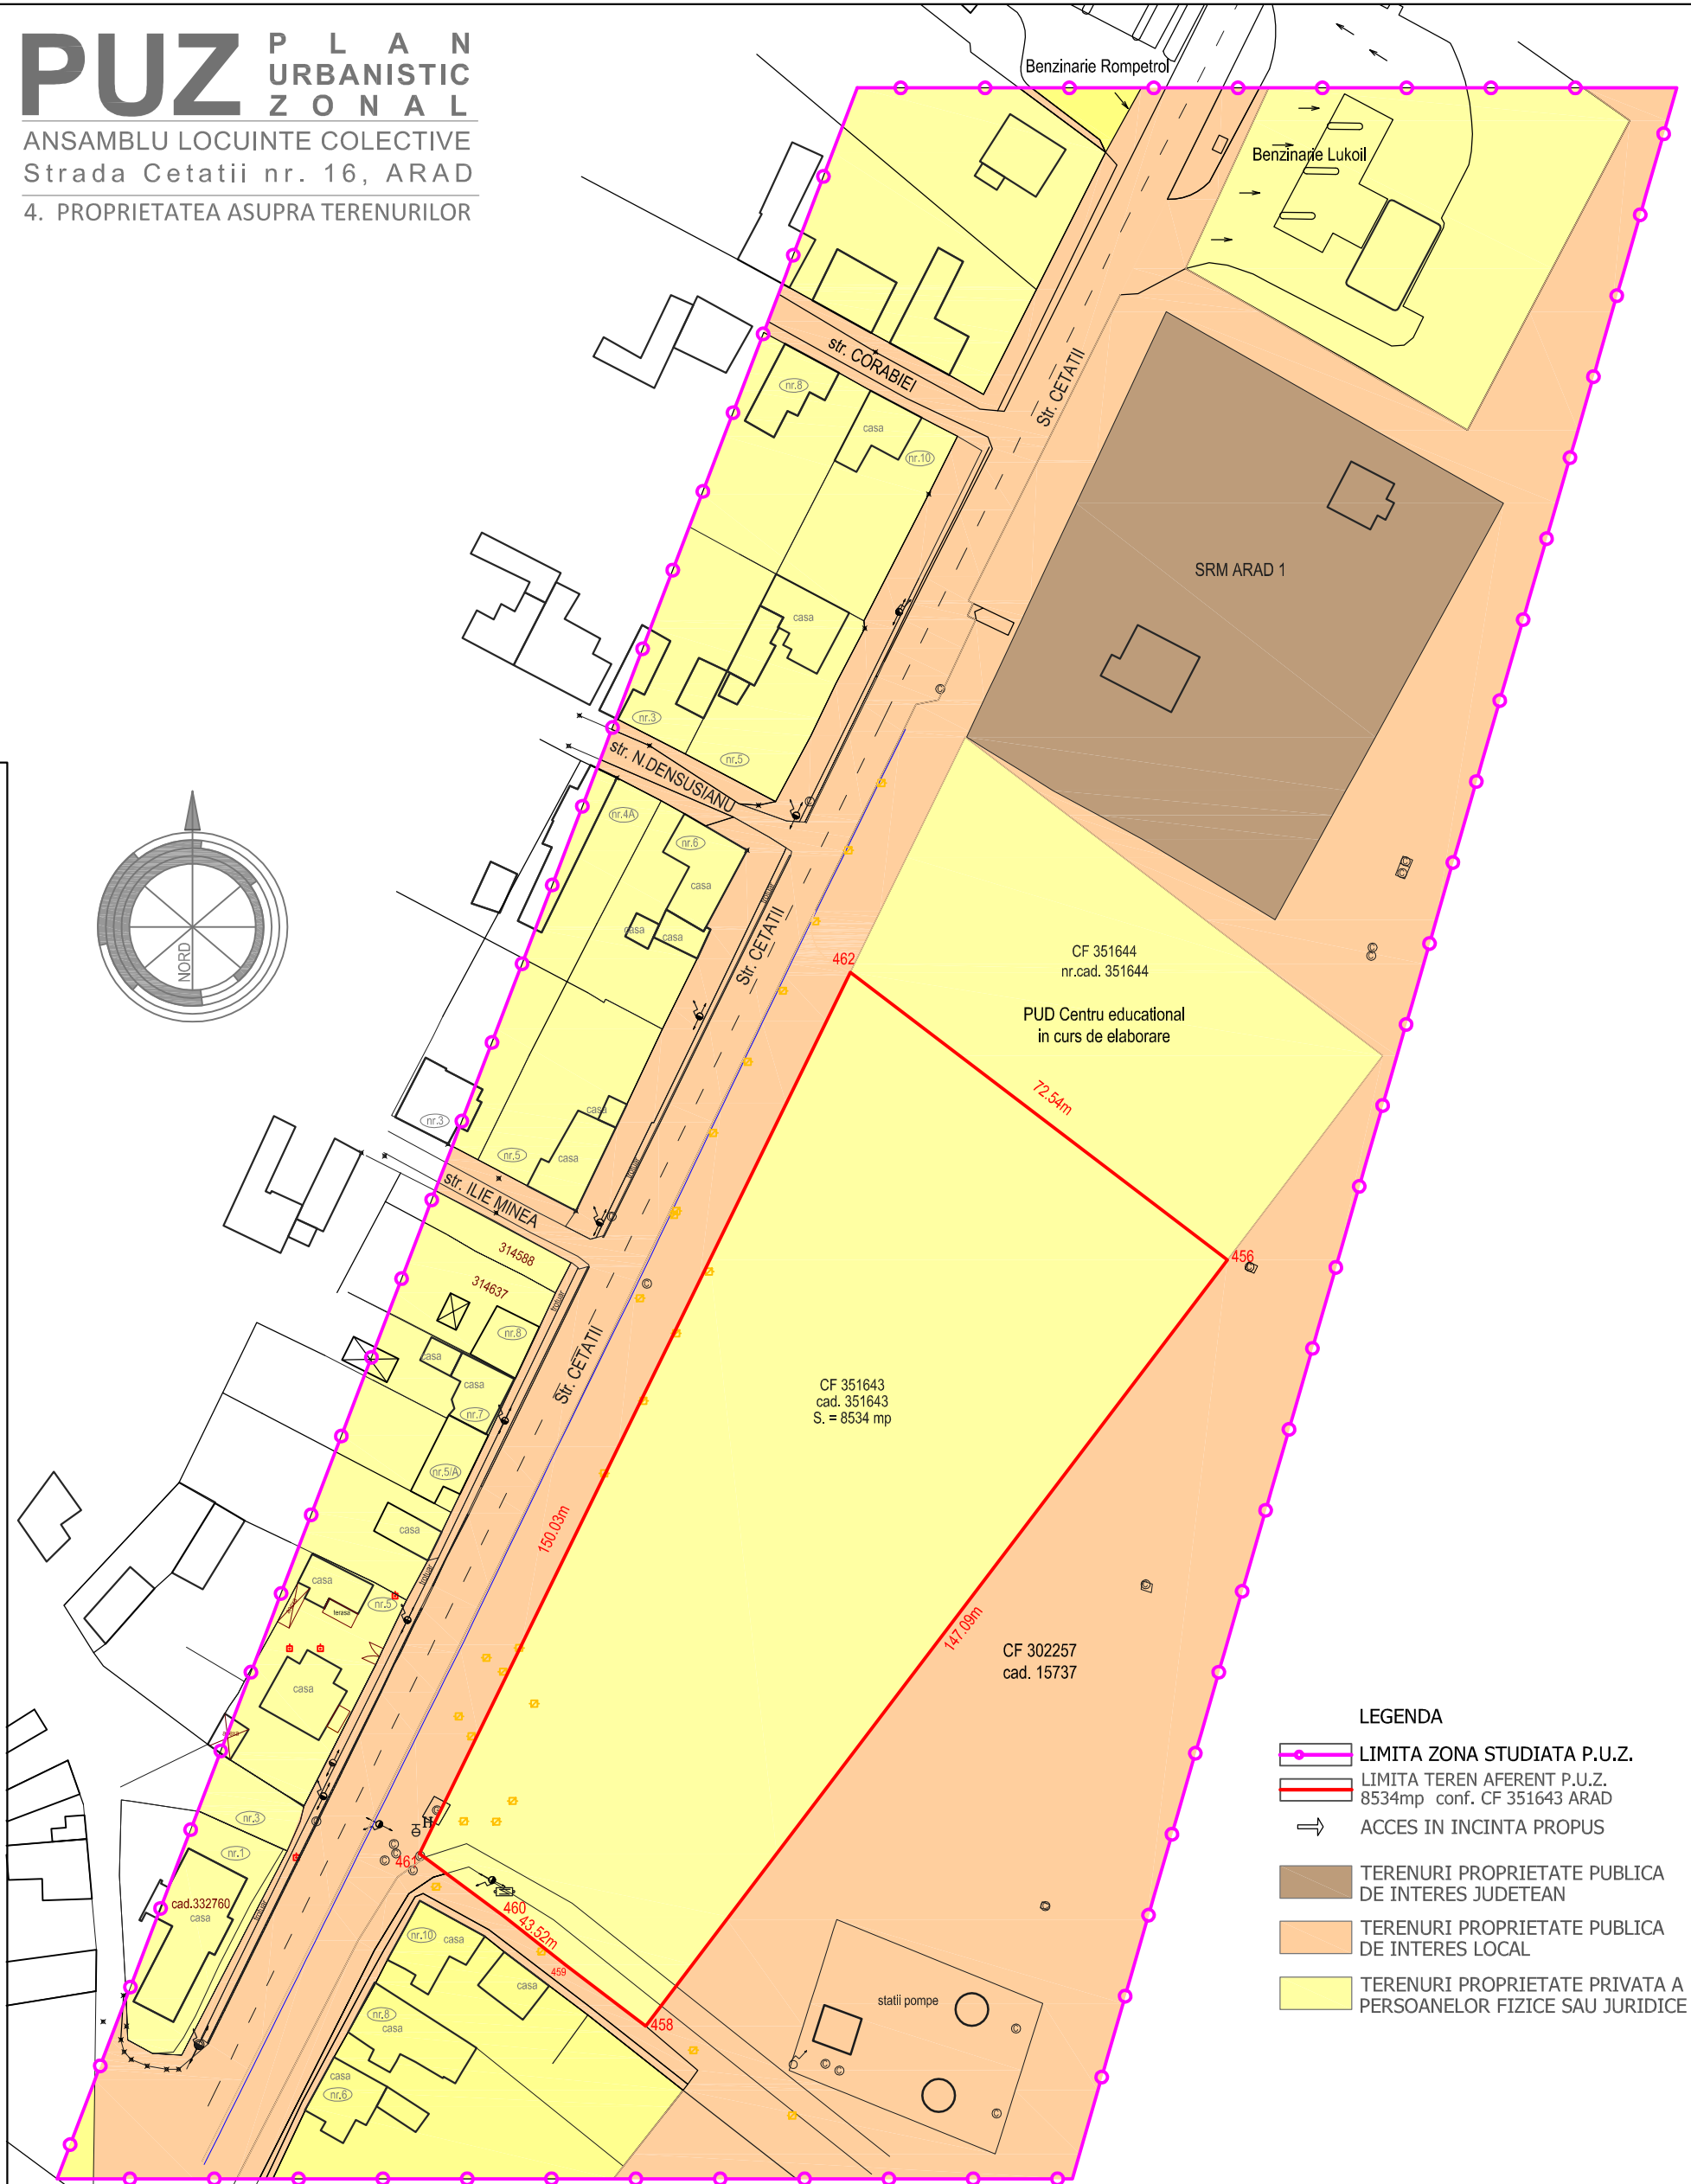 PUZ
PLAN
URBANISTIC
ZONAL
ANSAMBLU LOCUINTE COLECTIVE
Strada Cetatii nr. 16, ARAD
4. PROPRIETATEA ASUPRA TERENURILOR
Benzinarie Rompetrol
Benzinarie Lukoil
str. CORABIEI
Str. CETATII
nr.8
casa
nr.10
SRM ARAD 1
casa
nr.3
nr.5
str. N.DENSUSIANU
nr.4A
nr.6
casa
casa
casa
trotuar
Str. CETATII
NORD
462
CF 351644
nr.cad. 351644
PUD Centru educational
in curs de elaborare
72.54m
nr.3
nr.5
casa
casa
trotuar
str. ILIE MINEA
456
314588
314637
trotuar
nr.8
casa
casa
nr.7
Str. CETATII
CF 351643
cad. 351643
S. = 8534 mp
nr.5/A
casa
150.03m
trotuar
casa
terasa
nr.5
casa
147.09m
CF 302257
cad. 15737
nr.3
nr.1
cad.332760
casa
trotuar
461
460
43.52m
459
458
nr.10
casa
casa
nr.8
casa
casa
nr.6
statii pompe
LEGENDA
LIMITA ZONA STUDIATA P.U.Z.
LIMITA TEREN AFERENT P.U.Z.
8534mp conf. CF 351643 ARAD
ACCES IN INCINTA PROPUS
TERENURI PROPRIETATE PUBLICA
DE INTERES JUDETEAN
TERENURI PROPRIETATE PUBLICA
DE INTERES LOCAL
TERENURI PROPRIETATE PRIVATA A
PERSOANELOR FIZICE SAU JURIDICE